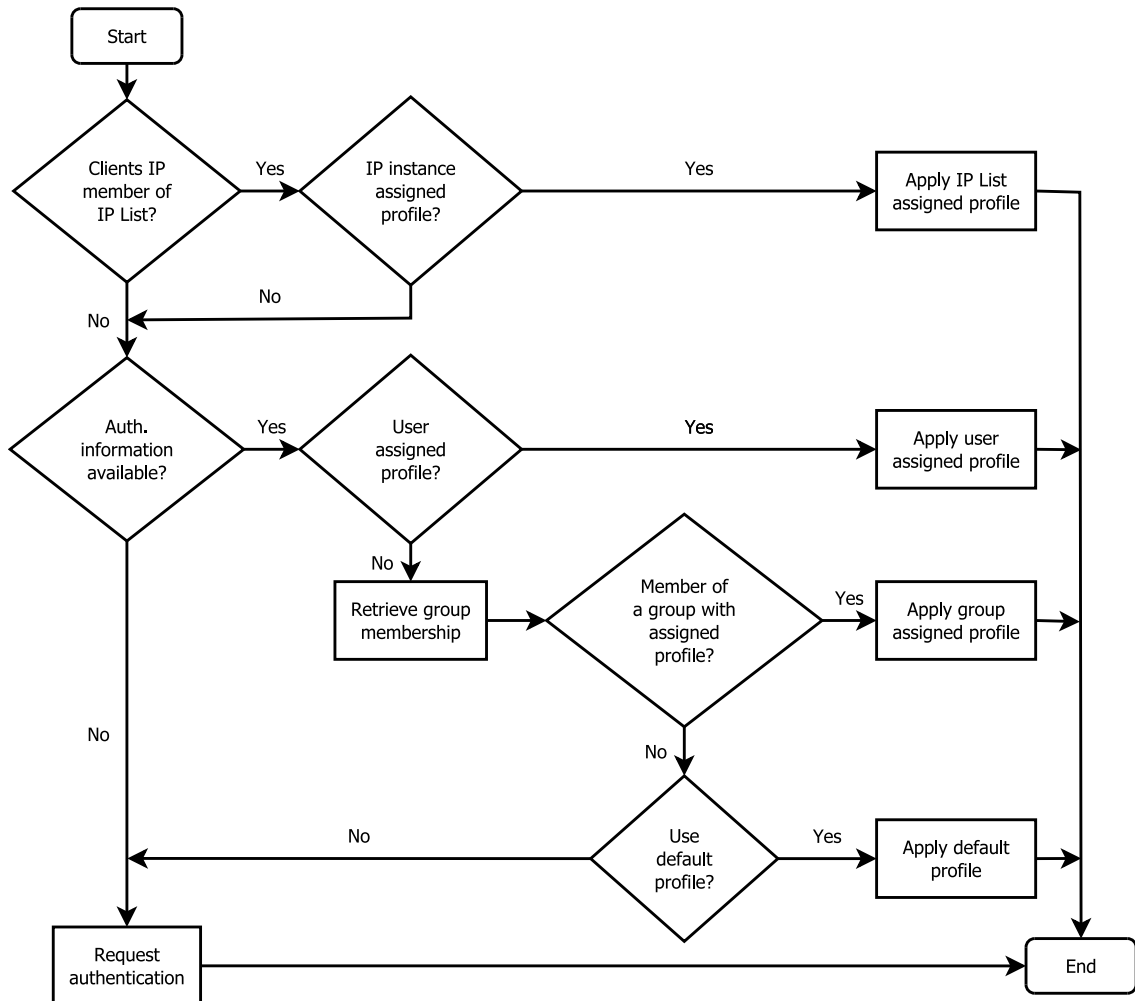 Start
Clients IP
member of
IP List?
Yes
IP instance
assigned
profile?
Yes
Apply IP List
assigned profile
No
No
Auth.
information
available?
Yes
User
assigned
profile?
Yes
Apply user
assigned profile
No
Retrieve group
membership
Member of
a group with
assigned
profile?
Yes
Apply group
assigned profile
No
No
Use
default
profile?
Yes
Apply default
profile
No
Request
authentication
End